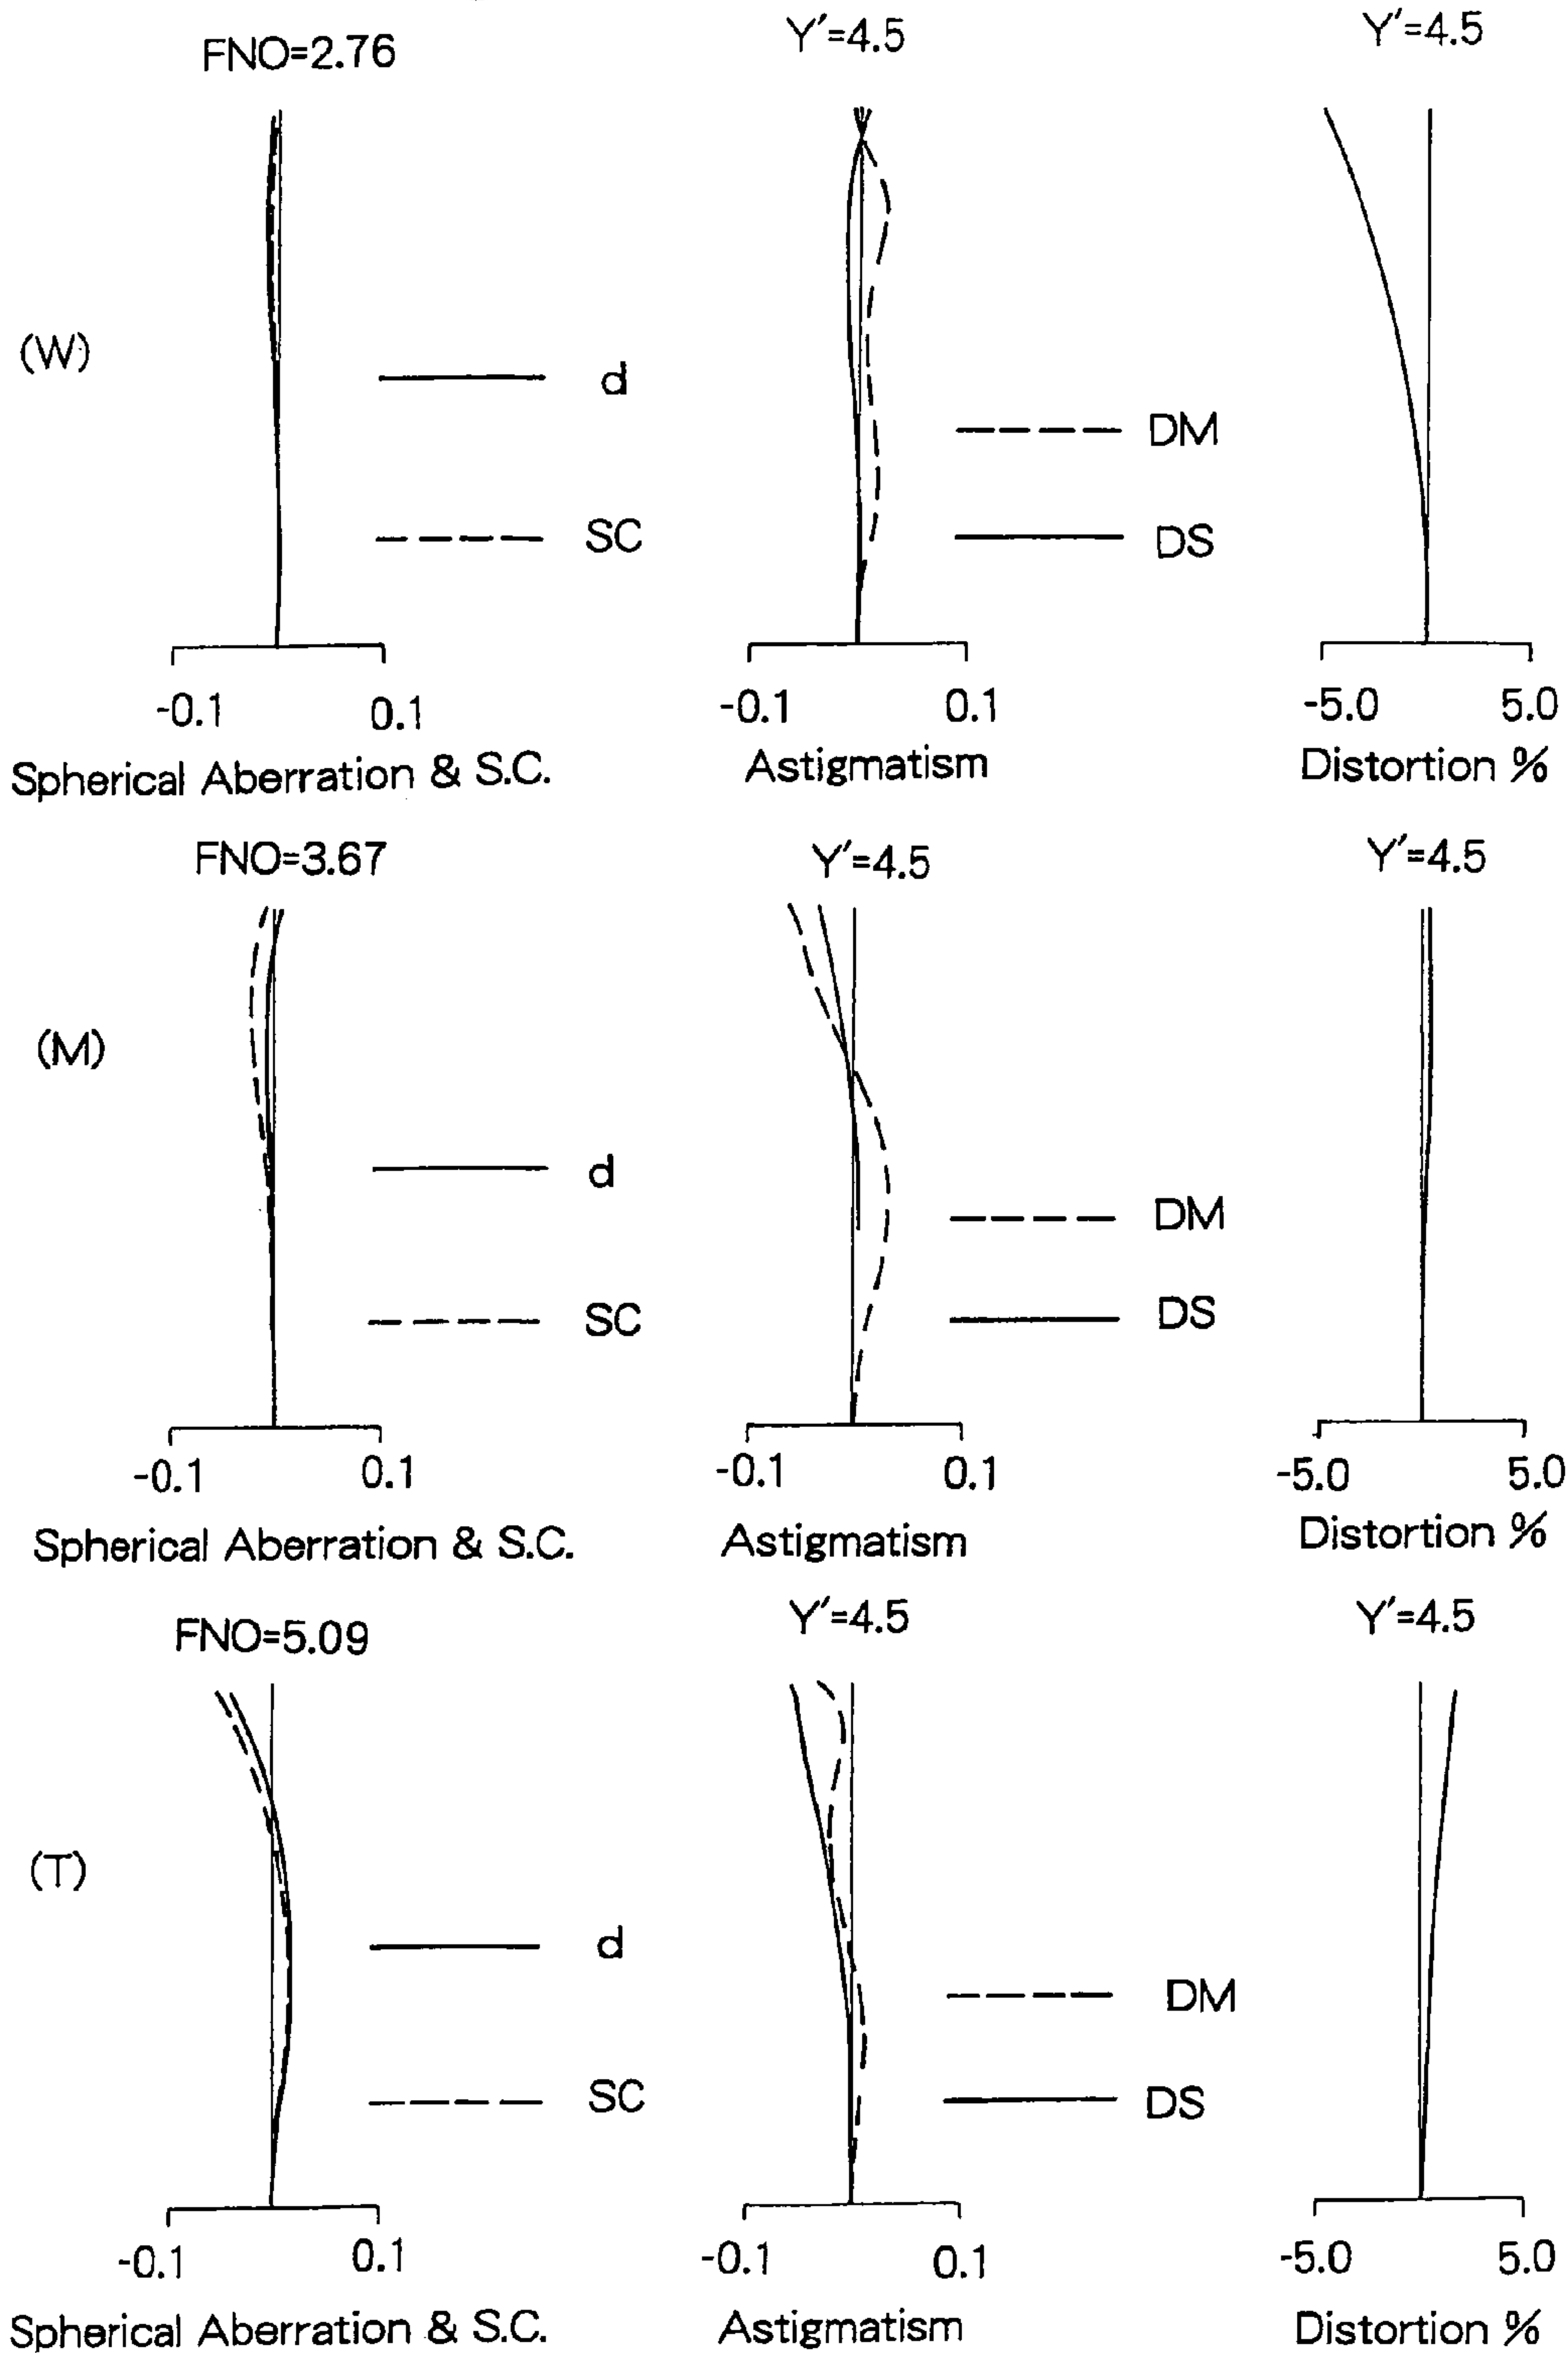 FNO=2.76
Y′=4.5
Y′=4.5
(W)
d
DM
SC
DS
-0.1 0.1
-0.1 0.1
-5.0 5.0
Spherical Aberration & S.C.
Astigmatism
Distortion %
FNO=3.67
Y′=4.5
Y′=4.5
(M)
d
DM
SC
DS
-0.1 0.1
-0.1 0.1
-5.0 5.0
Spherical Aberration & S.C.
Astigmatism
Distortion %
FNO=5.09
Y′=4.5
Y′=4.5
(T)
d
DM
SC
DS
-0.1 0.1
-0.1 0.1
-5.0 5.0
Spherical Aberration & S.C.
Astigmatism
Distortion %